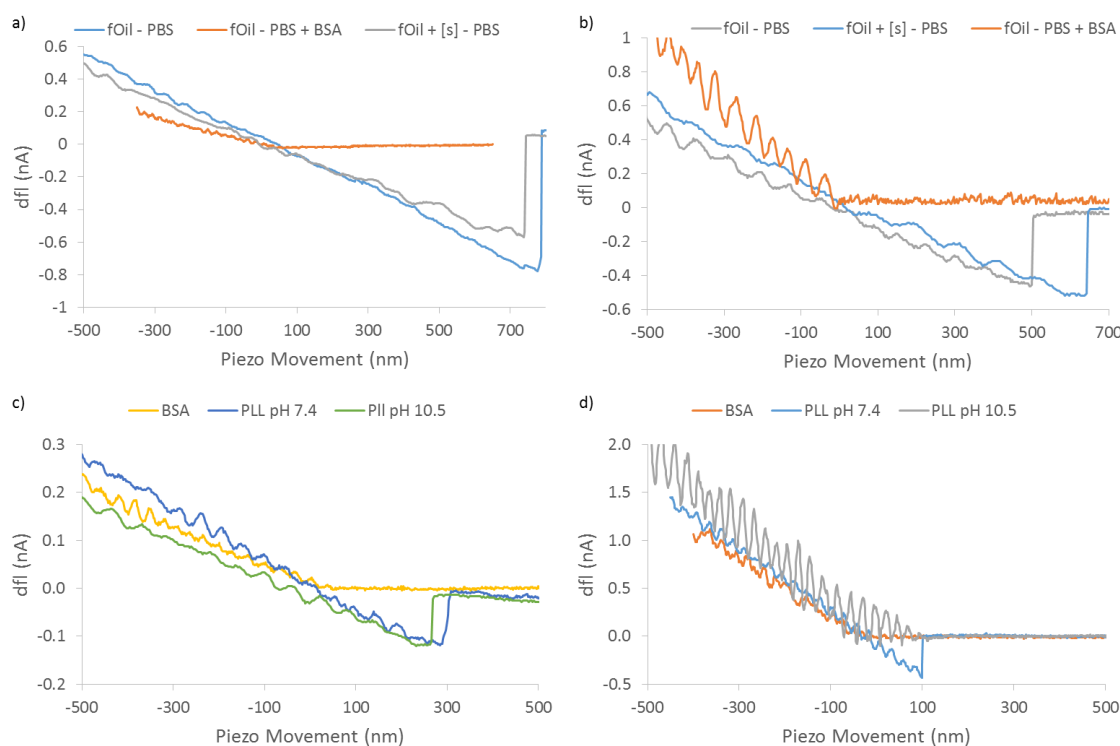 a)
fOil - PBS fOil - PBS + BSA fOil + [s] - PBS
0.6
0.4
0.2
0
-0.2
-0.4
-0.6
-0.8
-1
dfl (nA)
-500 -300 -100 100 300 500 700
Piezo Movement (nm)
b)
fOil - PBS fOil + [s] - PBS fOil - PBS + BSA
1
0.8
0.6
0.4
0.2
0
-0.2
-0.4
-0.6
dfl (nA)
-500 -300 -100 100 300 500 700
Piezo Movement (nm)
c)
BSA PLL pH 7.4 Pll pH 10.5
0.3
0.2
0.1
0.0
-0.1
-0.2
dfl (nA)
-500 -300 -100 100 300 500
Piezo Movement (nm)
d)
BSA PLL pH 7.4 PLL pH 10.5
2.0
1.5
1.0
0.5
0.0
-0.5
dfl (nA)
-500 -300 -100 100 300 500
Piezo Movement (nm)